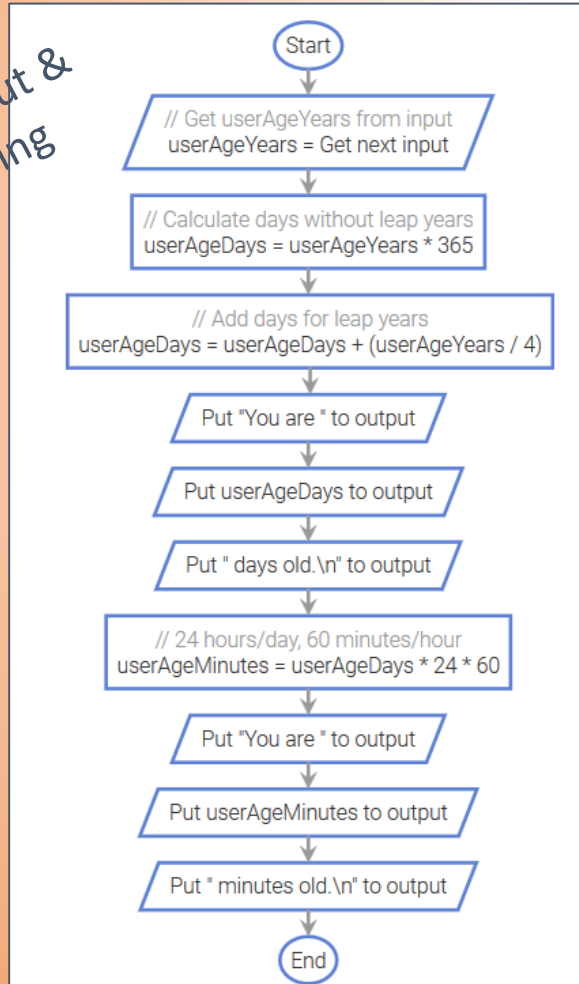 &
Start
// Get userAgeYears from input
userAgeYears = Get next input
// Calculate days without leap years
userAgeDays = userAgeYears * 365
// Add days for leap years
userAgeDays = userAgeDays + (userAgeYears / 4)
Put "You are " to output
Put userAgeDays to output
Put " days old.\n" to output
// 24 hours/day, 60 minutes/hour
userAgeMinutes = userAgeDays * 24 * 60
Put "You are " to output
Put userAgeMinutes to output
Put " minutes old.\n" to output
End